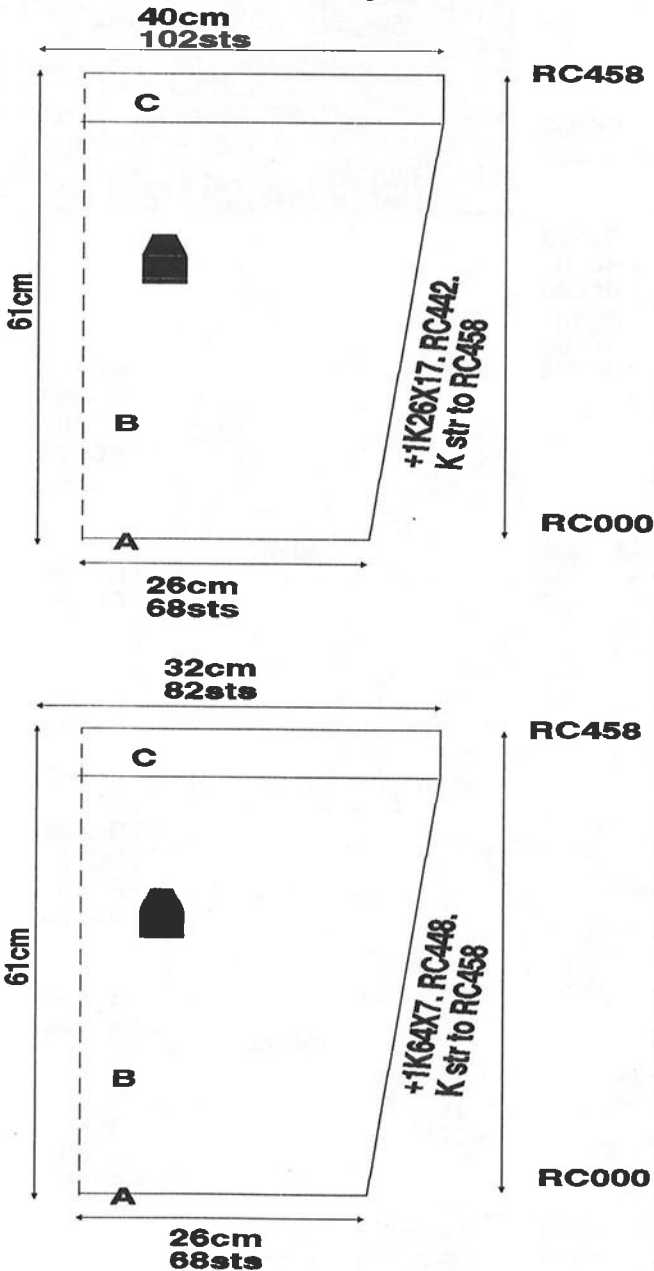 40cm
102sts
RC458
C
61cm
+1K26X17. RC442.
K str to RC458
B
RC000
A
26cm
68sts
32cm
82sts
RC458
C
61cm
+1K64X7. RC448.
K str to RC458
B
RC000
A
26cm
68sts